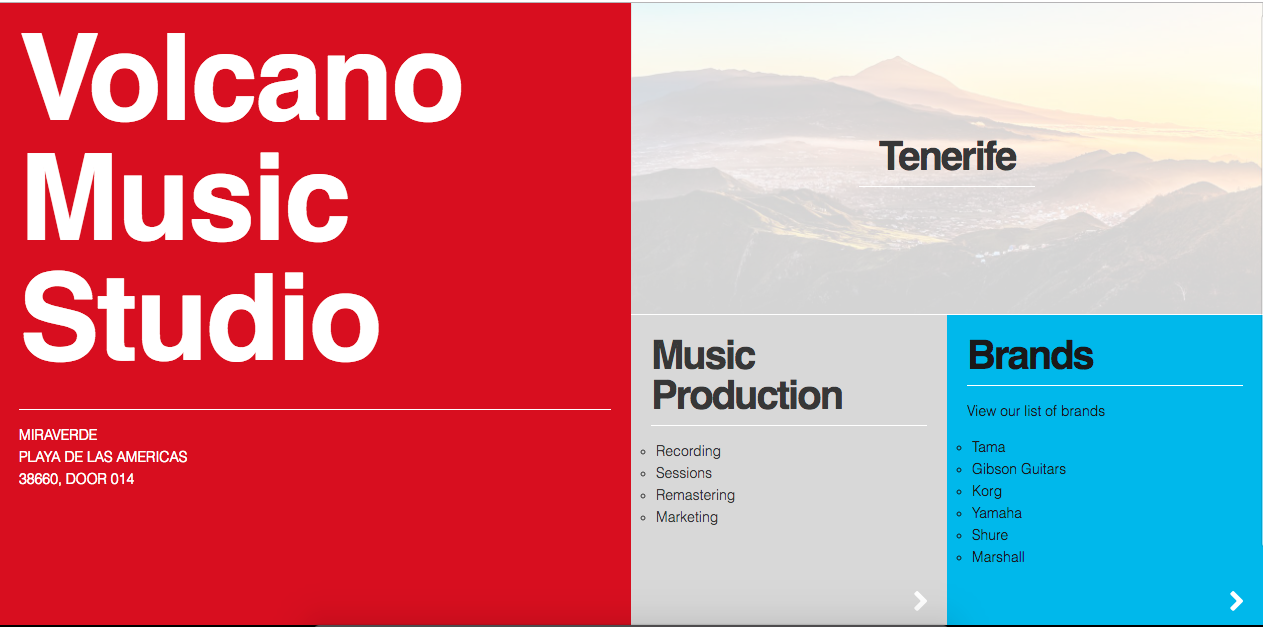 Volcano
Music
Studio
MIRAVERDE
PLAYA DE LAS AMERICAS
38660, DOOR 014
Tenerife
Music
Production
Recording
Sessions
Remastering
Marketing
Brands
View our list of brands
Tama
Gibson Guitars
Korg
Yamaha
Shure
Marshall